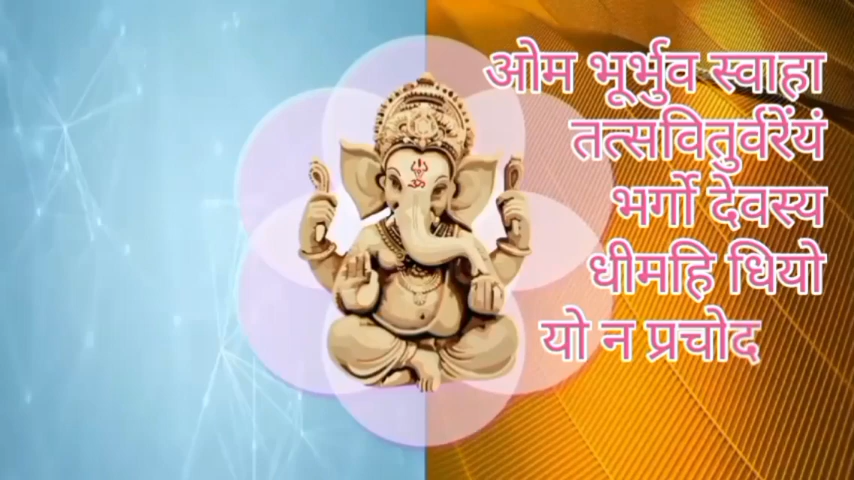 ओम भूर्भुव स्वाहा
तत्सवितुर्वरेंयं
भर्गो देवस्य
धीमहि धियो
यो न प्रचोद
ॐ